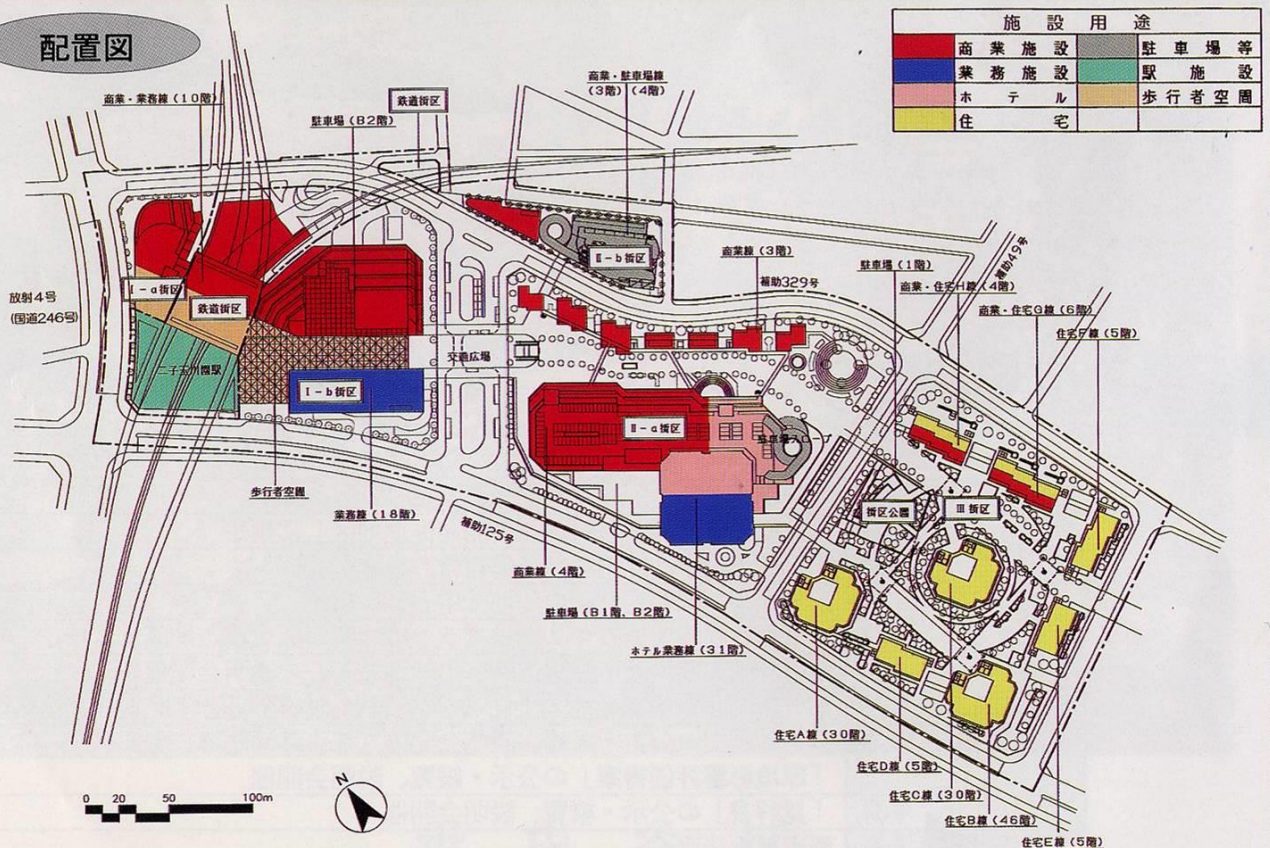 配置図
施設用途
商業施設 駐車場等
業務施設 駅施設
ホテル 歩行者空間
住宅
商業・業務棟(10階)
駐車場(B2階)
鉄道街区
商業・駐車場棟
(3階)(4階)
Ⅱ-b街区
商業棟(3階)
補助329号
駐車場(1階)
補助49号
商業・住宅H棟(4階)
商業・住宅G棟(6階)
住宅F棟(5階)
放射4号
(国道246号)
Ⅰ-a街区
鉄道街区
二子玉川園駅
交通広場
Ⅰ-b街区
Ⅱ-a街区
駐車場スロープ
歩行者空間
業務棟(18階)
補助125号
街区公園
Ⅲ街区
商業棟(4階)
駐車場(B1階、B2階)
ホテル業務棟(31階)
住宅A棟(30階)
住宅D棟(5階)
住宅C棟(30階)
住宅B棟(46階)
住宅E棟(5階)
0 20 50 100m
N